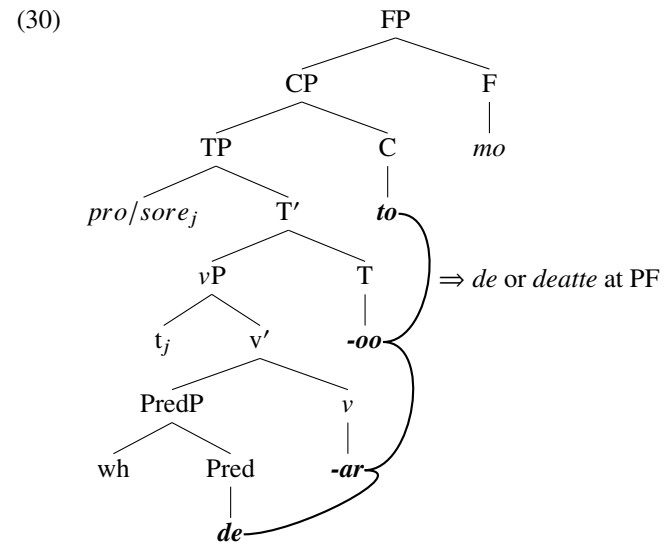 (30) FP
CP F
TP C mo
pro/sore_j T′ to
vP T ⇒ de or deatte at PF
t_j v′ -oo
PredP v
wh Pred -ar
de